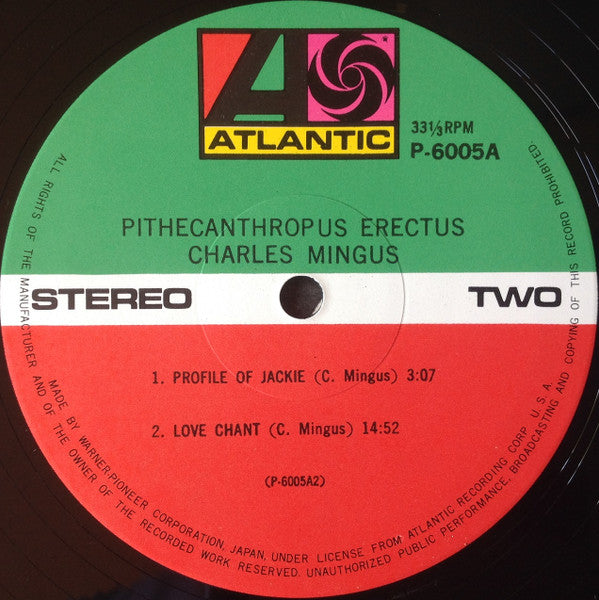 ATLANTIC
33⅓RPM
P-6005A
PITHECANTHROPUS ERECTUS
CHARLES MINGUS
STEREO
TWO
1. PROFILE OF JACKIE (C. Mingus) 3:07
2. LOVE CHANT (C. Mingus) 14:52
(P-6005A2)
ALL RIGHTS OF THE MANUFACTURER AND OF THE OWNER OF THE RECORDED WORK RESERVED. UNAUTHORIZED PUBLIC PERFORMANCE, BROADCASTING AND COPYING OF THIS RECORD PROHIBITED.
MADE BY WARNER-PIONEER CORPORATION, JAPAN, UNDER LICENSE FROM ATLANTIC RECORDING CORP. U.S.A.